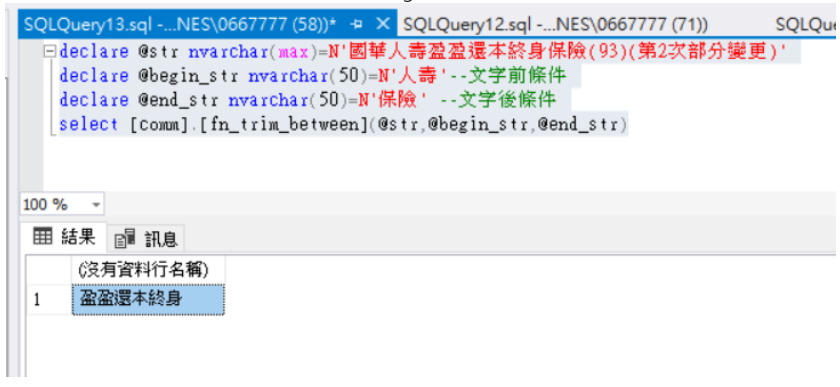 SQLQuery13.sql -...NES\0667777 (58))* SQLQuery12.sql -...NES\0667777 (71)) SQLQue
declare @str nvarchar(max)=N'國華人壽盈盈還本終身保險(93)(第2次部分變更)'
declare @begin_str nvarchar(50)=N'人壽'--文字前條件
declare @end_str nvarchar(50)=N'保險' --文字後條件
select [comm].[fn_trim_between](@str,@begin_str,@end_str)
100 %
結果 訊息
(沒有資料行名稱)
1 盈盈還本終身